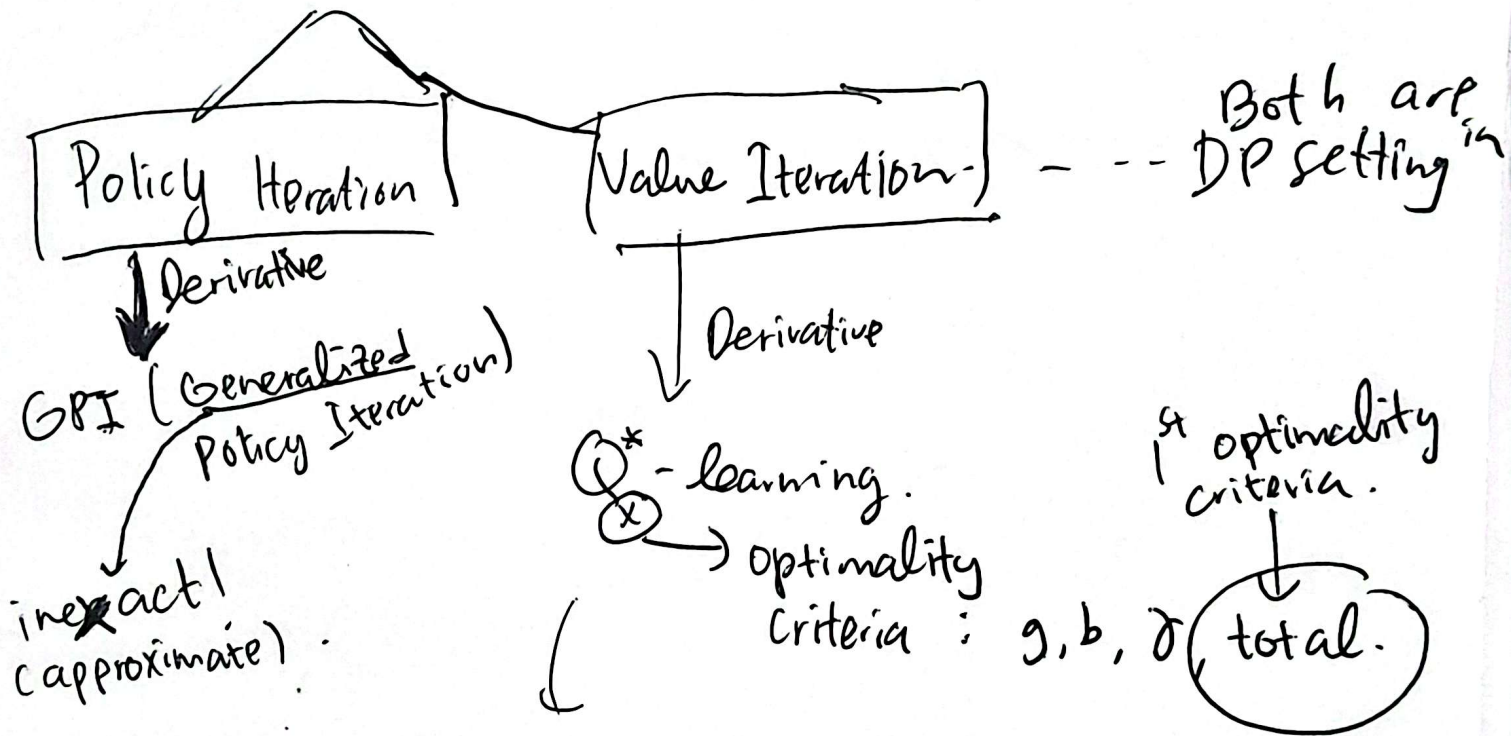 Policy Iteration
Value Iteration
- - - - Both are in
DP setting
Derivative
Derivative
GPI (Generalized
Policy Iteration)
inexact!
(approximate).
Q*x - learning.
optimality
criteria : g, b, γ, total.
1st optimality
criteria.